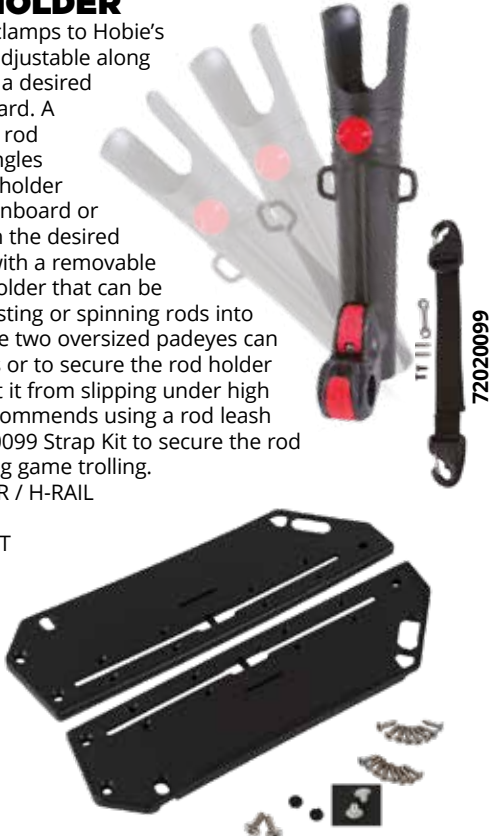 HOLDER
clamps to Hobie's
djustable along
a desired
ard. A
rod
ngles
holder
nboard or
n the desired
with a removable
older that can be
sting or spinning rods into
e two oversized padeyes can
s or to secure the rod holder
t it from slipping under high
commends using a rod leash
0099 Strap Kit to secure the rod
g game trolling.
R / H-RAIL
T
72020099